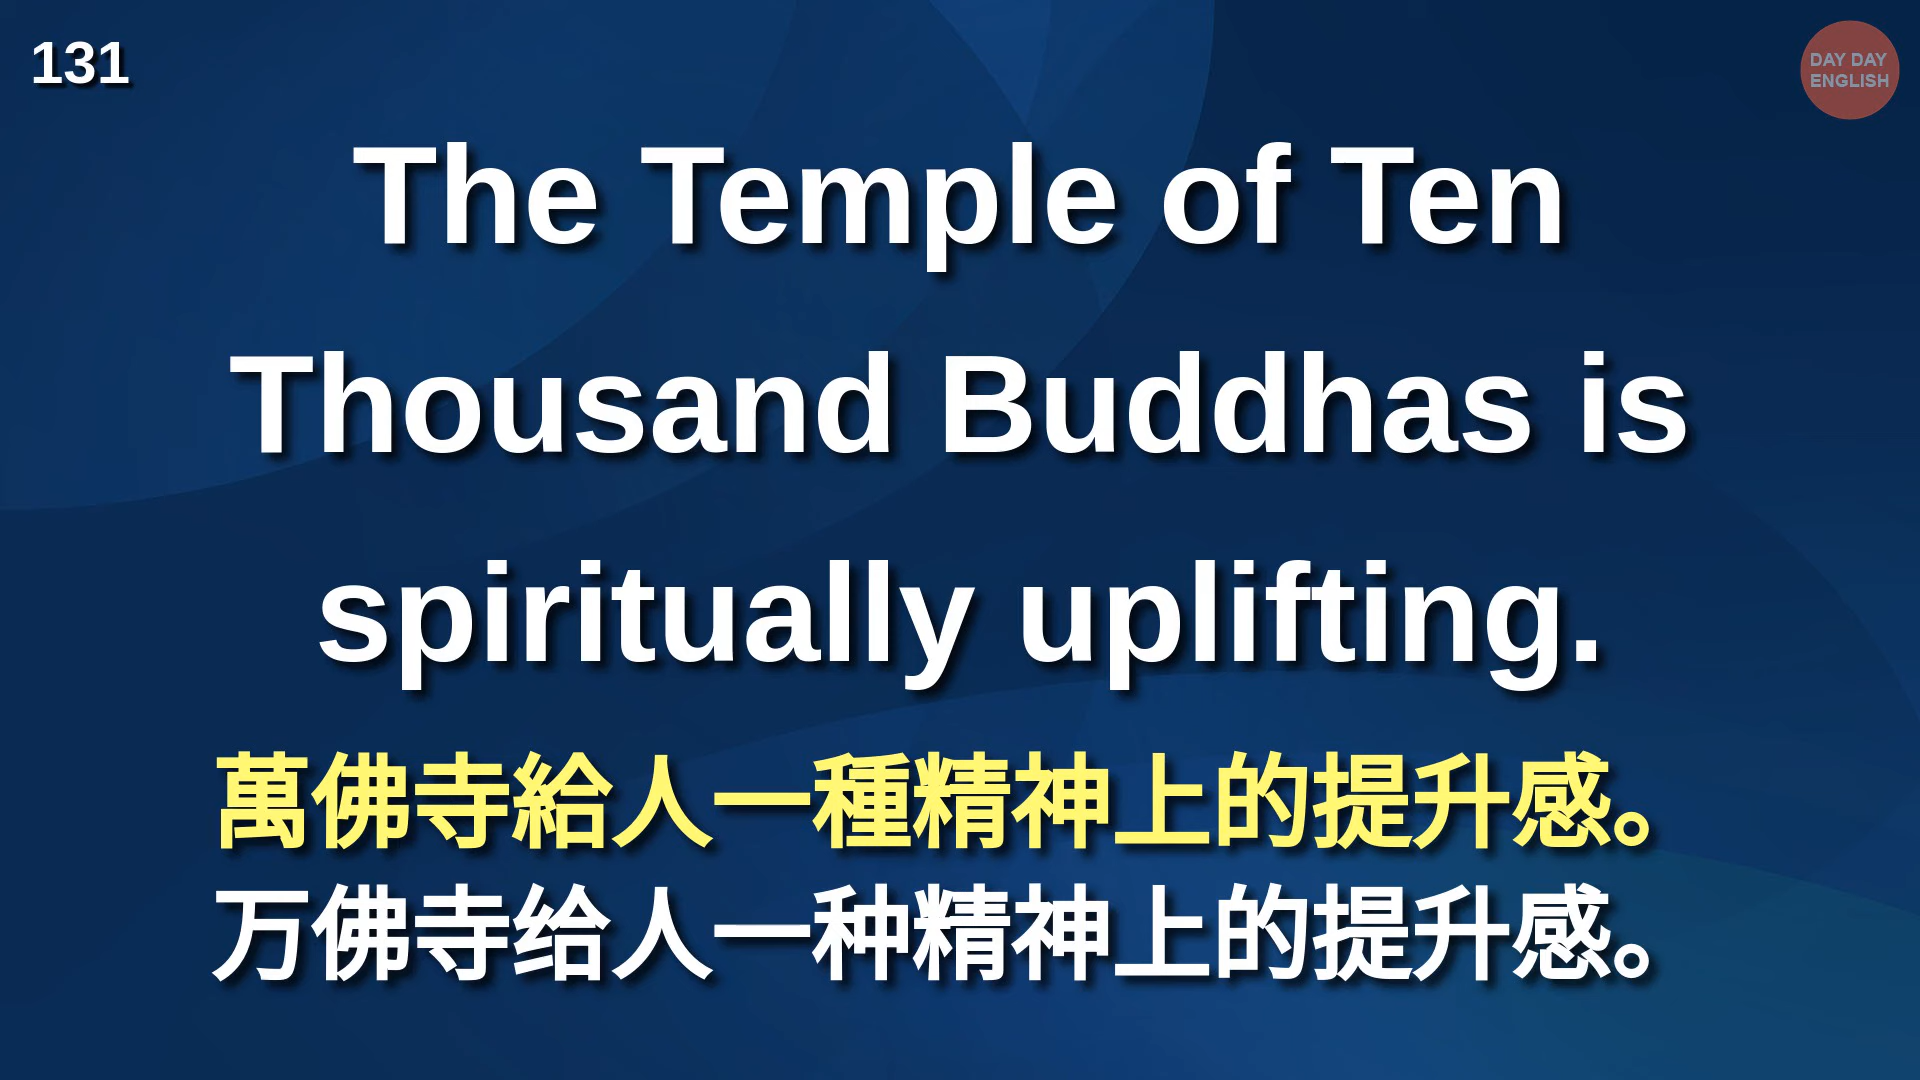 131
DAY DAY
ENGLISH
The Temple of Ten
Thousand Buddhas is
spiritually uplifting.
萬佛寺給人一種精神上的提升感。
万佛寺给人一种精神上的提升感。